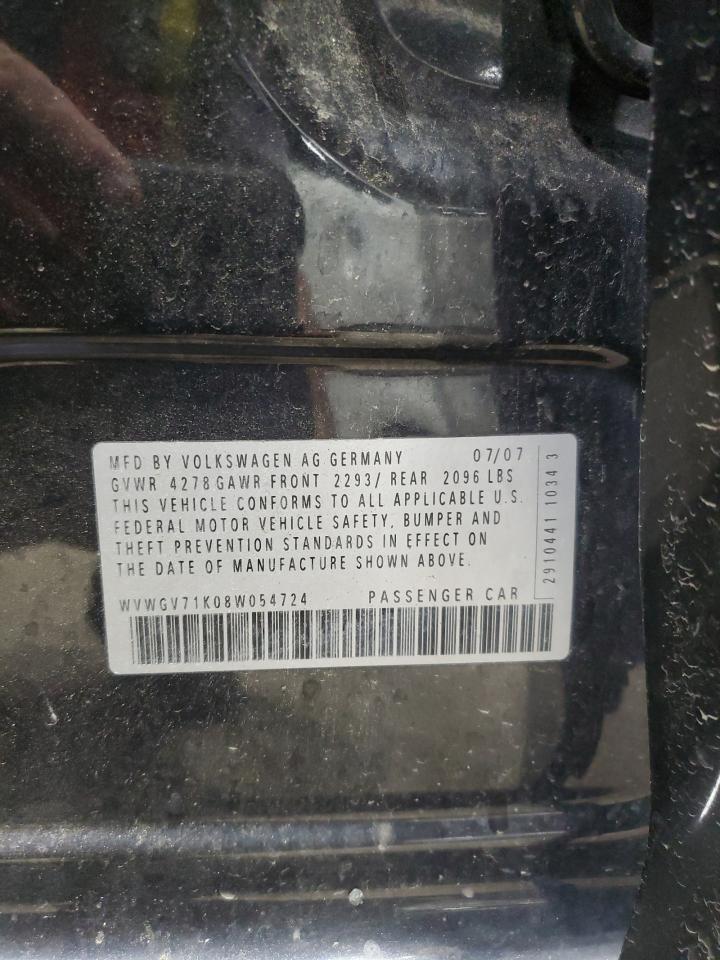 MFD BY VOLKSWAGEN AG GERMANY 07/07
GVWR 4278 GAWR FRONT 2293/ REAR 2096 LBS
THIS VEHICLE CONFORMS TO ALL APPLICABLE U.S.
FEDERAL MOTOR VEHICLE SAFETY, BUMPER AND
THEFT PREVENTION STANDARDS IN EFFECT ON
THE DATE OF MANUFACTURE SHOWN ABOVE.
WVWGV71K08W054724 PASSENGER CAR
2910441 1034 3